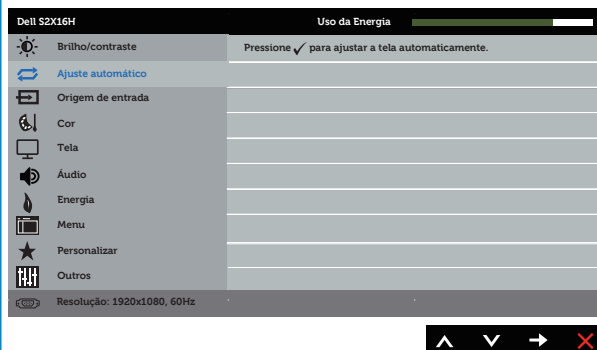 Dell S2X16H Uso da Energia
Brilho/contraste Pressione ✓ para ajustar a tela automaticamente.
Ajuste automático
Origem de entrada
Cor
Tela
Áudio
Energia
Menu
Personalizar
Outros
Resolução: 1920x1080, 60Hz